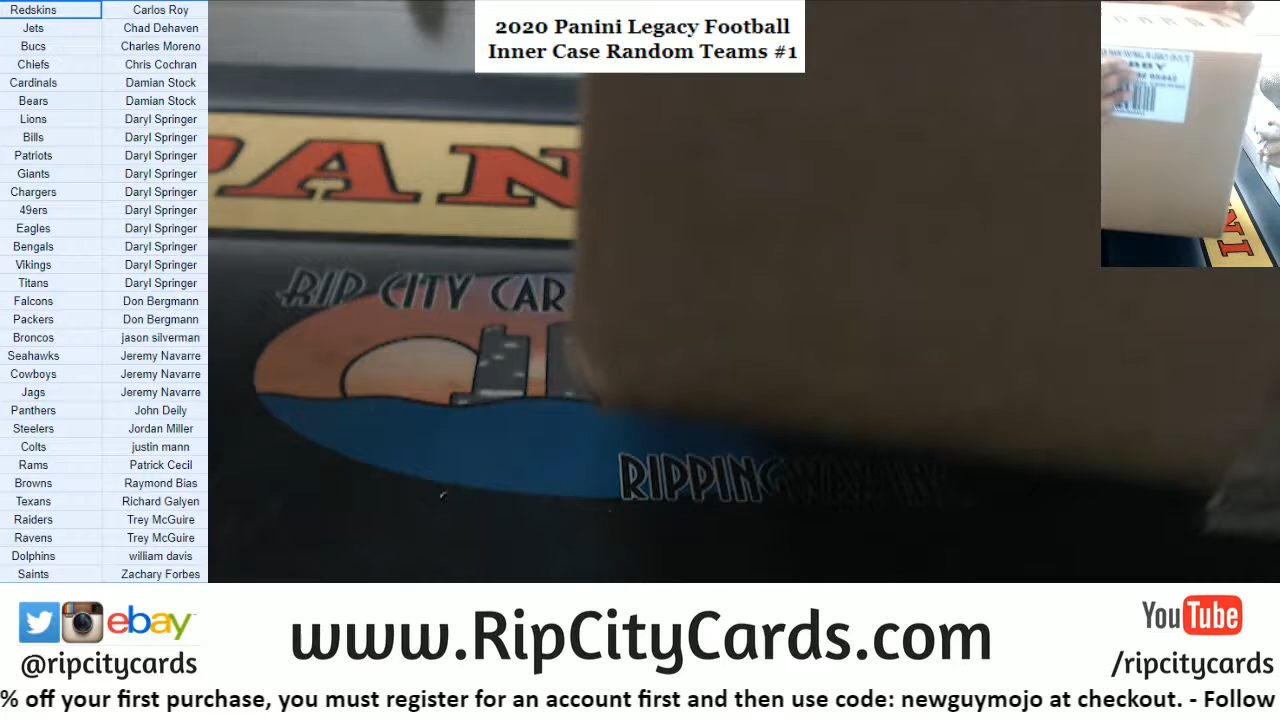 2020 Panini Legacy Football
Inner Case Random Teams #1
Redskins Carlos Roy
Jets Chad Dehaven
Bucs Charles Moreno
Chiefs Chris Cochran
Cardinals Damian Stock
Bears Damian Stock
Lions Daryl Springer
Bills Daryl Springer
Patriots Daryl Springer
Giants Daryl Springer
Chargers Daryl Springer
49ers Daryl Springer
Eagles Daryl Springer
Bengals Daryl Springer
Vikings Daryl Springer
Titans Daryl Springer
Falcons Don Bergmann
Packers Don Bergmann
Broncos jason silverman
Seahawks Jeremy Navarre
Cowboys Jeremy Navarre
Jags Jeremy Navarre
Panthers John Deily
Steelers Jordan Miller
Colts justin mann
Rams Patrick Cecil
Browns Raymond Bias
Texans Richard Galyen
Raiders Trey McGuire
Ravens Trey McGuire
Dolphins william davis
Saints Zachary Forbes
PANI
RIP CITY CAR
RIPPING WAX
ebay
@ripcitycards
www.RipCityCards.com
YouTube
/ripcitycards
% off your first purchase, you must register for an account first and then use code: newguymojo at checkout. - Follow